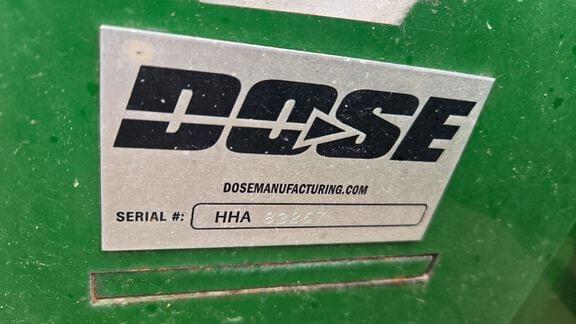 DOSE
DOSEMANUFACTURING.COM
SERIAL #: HHA 83267